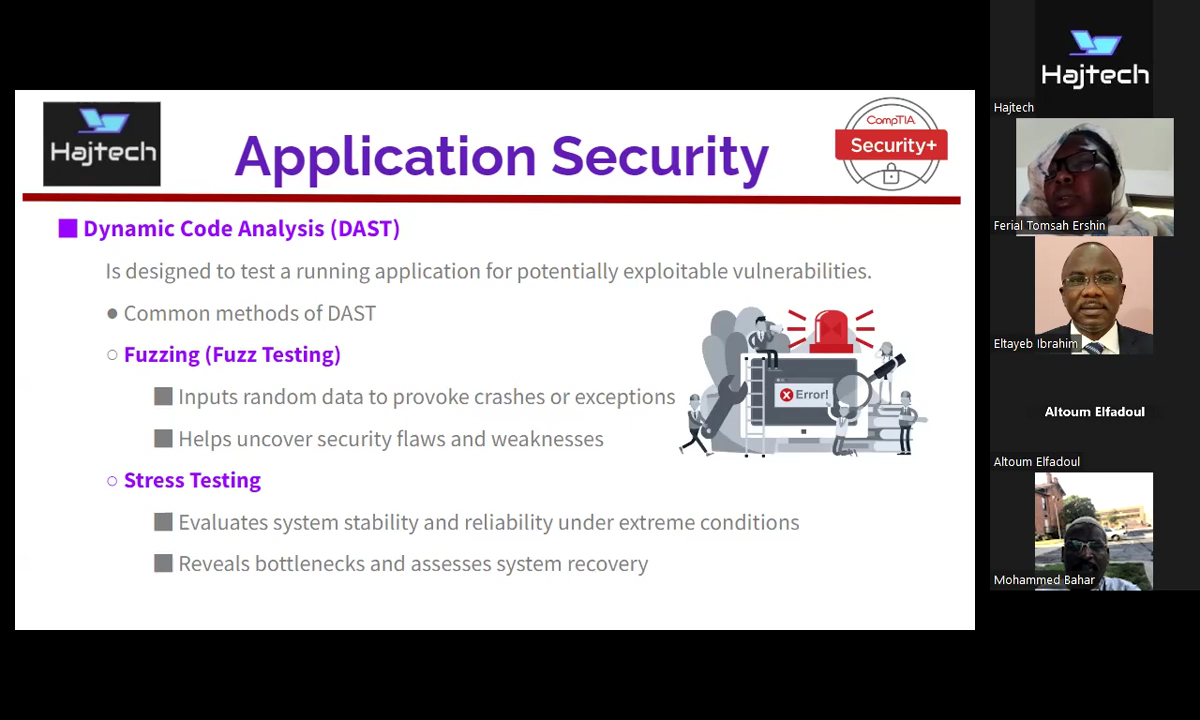 Hajtech
Application Security
CompTIA
Security+
■ Dynamic Code Analysis (DAST)
Is designed to test a running application for potentially exploitable vulnerabilities.
● Common methods of DAST
○ Fuzzing (Fuzz Testing)
■ Inputs random data to provoke crashes or exceptions
■ Helps uncover security flaws and weaknesses
Error!
○ Stress Testing
■ Evaluates system stability and reliability under extreme conditions
■ Reveals bottlenecks and assesses system recovery
Hajtech
Hajtech
Ferial Tomsah Ershin
Eltayeb Ibrahim
Altoum Elfadoul
Altoum Elfadoul
Mohammed Bahar